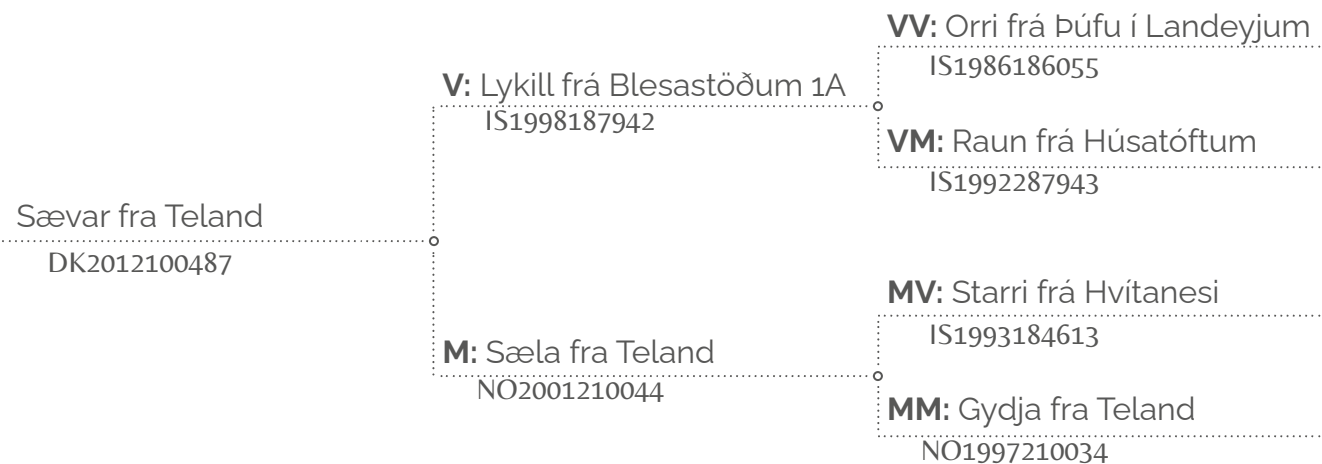 VV: Orri frá Þúfu í Landeyjum
IS1986186055
V: Lykill frá Blesastöðum 1A
IS1998187942
VM: Raun frá Húsatóftum
IS1992287943
Sævar fra Teland
DK2012100487
MV: Starri frá Hvítanesi
IS1993184613
M: Sæla fra Teland
NO2001210044
MM: Gydja fra Teland
NO1997210034